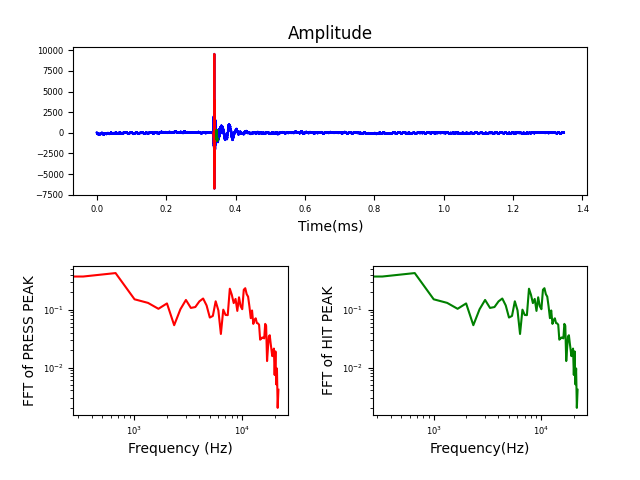 Amplitude
10000
7500
5000
2500
0
−2500
−5000
−7500
0.0 0.2 0.4 0.6 0.8 1.0 1.2 1.4
Time(ms)
FFT of PRESS PEAK
10⁻¹
10⁻²
10³ 10⁴
Frequency (Hz)
FFT of HIT PEAK
10⁻¹
10⁻²
10³ 10⁴
Frequency(Hz)